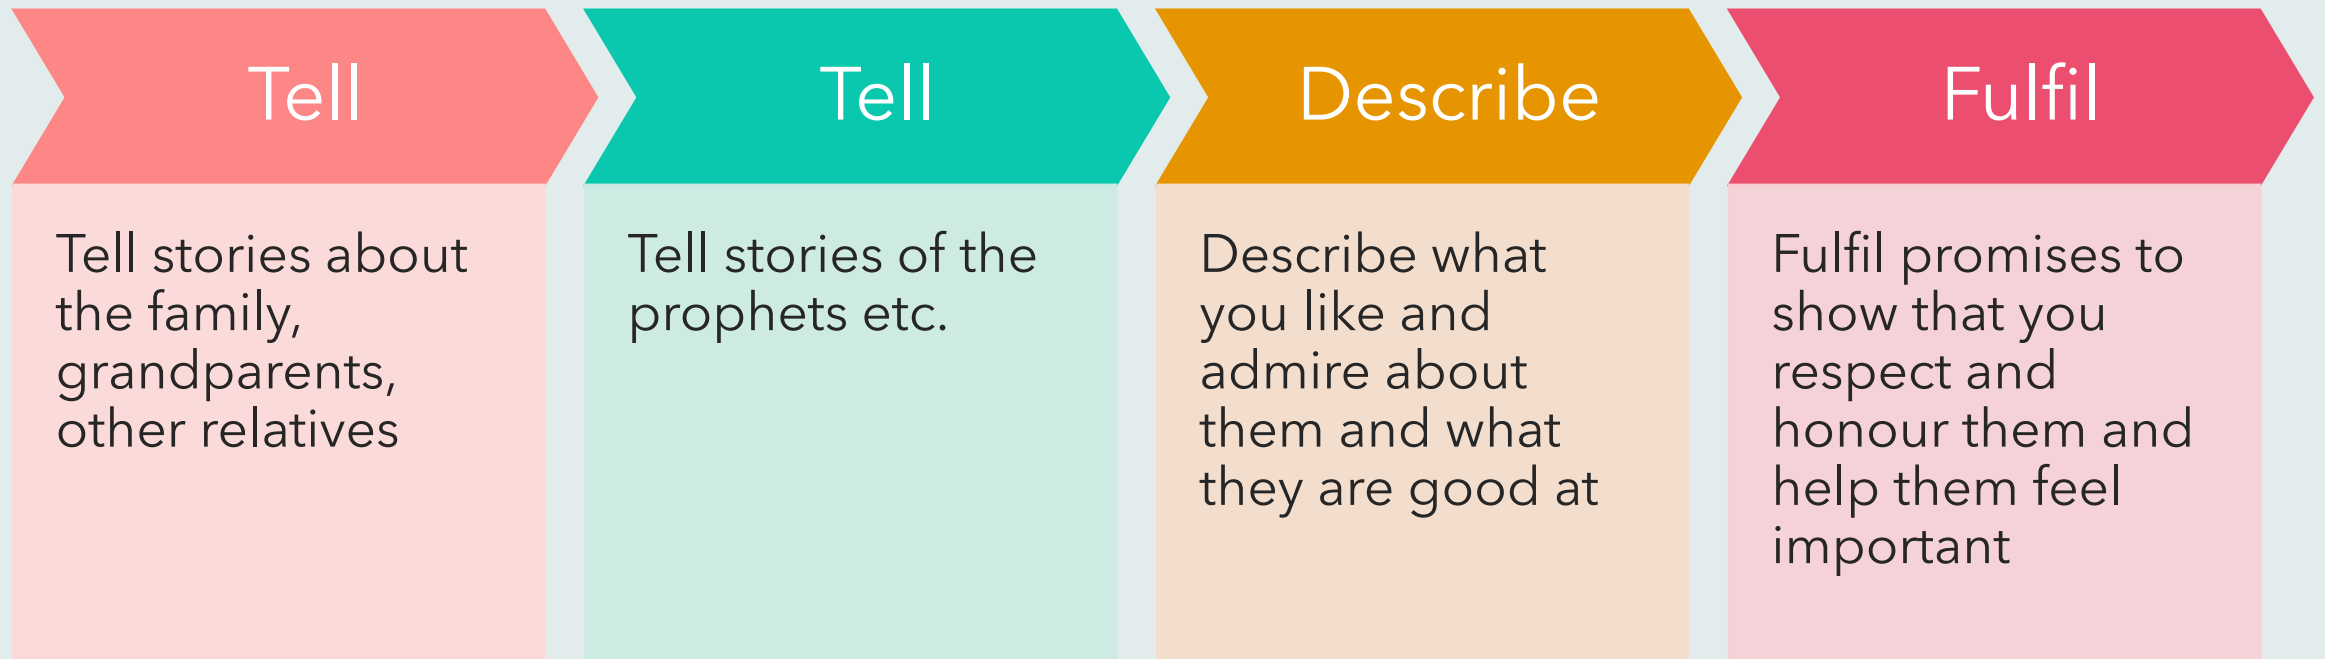 Tell
Tell stories about
the family,
grandparents,
other relatives
Tell
Tell stories of the
prophets etc.
Describe
Describe what
you like and
admire about
them and what
they are good at
Fulfil
Fulfil promises to
show that you
respect and
honour them and
help them feel
important